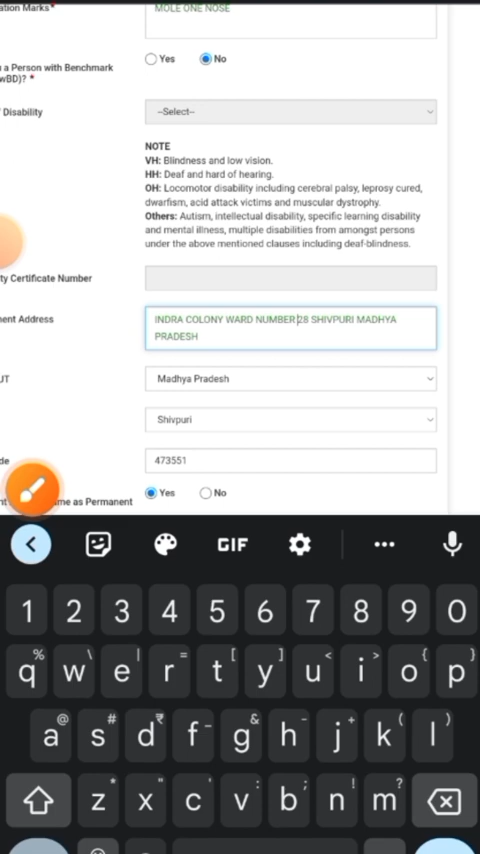 ation Marks*
MOLE ONE NOSE
Yes No
a Person with Benchmark
wBD)? *
Disability
--Select--
NOTE
VH: Blindness and low vision.
HH: Deaf and hard of hearing.
OH: Locomotor disability including cerebral palsy, leprosy cured,
dwarfism, acid attack victims and muscular dystrophy.
Others: Autism, intellectual disability, specific learning disability
and mental illness, multiple disabilities from amongst persons
under the above mentioned clauses including deaf-blindness.
ty Certificate Number
nent Address
INDRA COLONY WARD NUMBER 28 SHIVPURI MADHYA
PRADESH
UT
Madhya Pradesh
Shivpuri
de
473551
Yes No
me as Permanent
GIF
1 2 3 4 5 6 7 8 9 0
% \ | = [ ] < > { }
q w e r t y u i o p
@ # ₹ _ & - + ( )
a s d f g h j k l
* " ' : ; ! ?
z x c v b n m